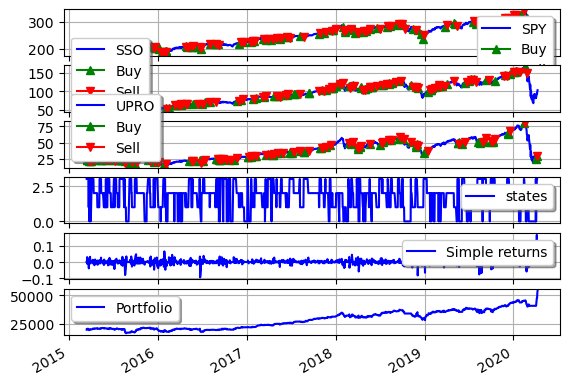 300
200
SPY
Buy
150
100
50
SSO
Buy
Sell
75
50
25
UPRO
Buy
Sell
2.5
0.0
states
0.1
0.0
−0.1
Simple returns
50000
25000
Portfolio
2015 2016 2017 2018 2019 2020